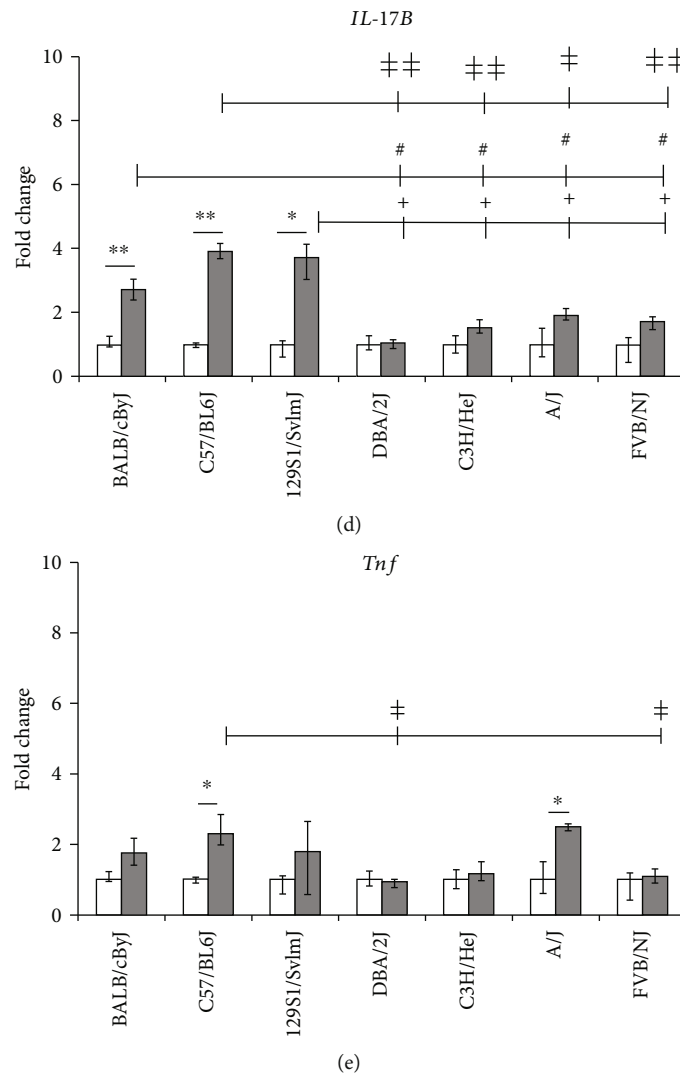 IL-17B
10
‡‡ ‡‡ ‡ ‡‡
8
# # # #
6
+ + + +
** ** *
4
2
0
Fold change
BALB/cByJ
C57/BL6J
129S1/SvlmJ
DBA/2J
C3H/HeJ
A/J
FVB/NJ
(d)
Tnf
10
8
6
‡ ‡
4
* *
2
0
Fold change
BALB/cByJ
C57/BL6J
129S1/SvlmJ
DBA/2J
C3H/HeJ
A/J
FVB/NJ
(e)